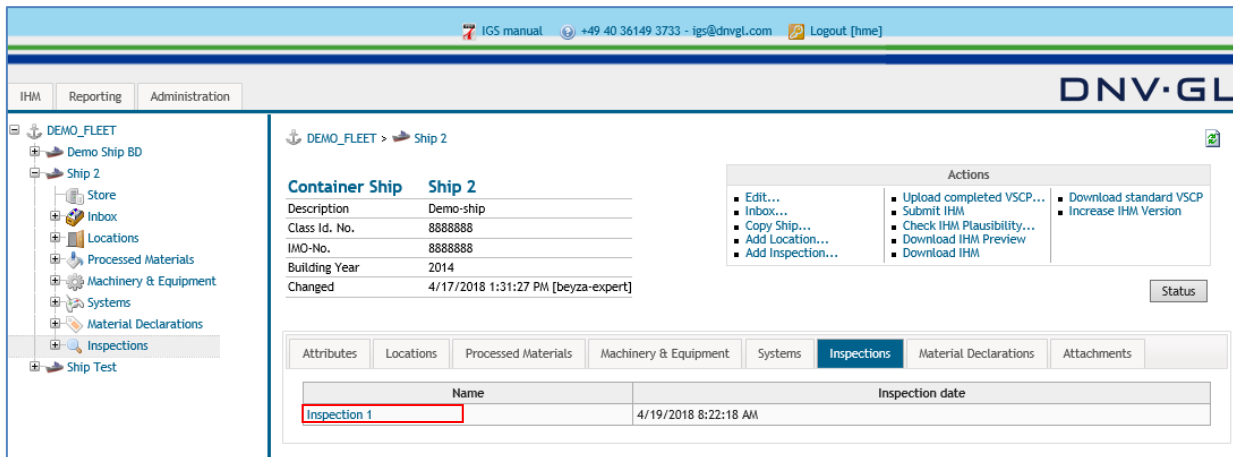 IGS manual +49 40 36149 3733 - igs@dnvgl.com Logout [hme]
IHM Reporting Administration
DNV·GL
DEMO_FLEET
Demo Ship BD
Ship 2
Store
Inbox
Locations
Processed Materials
Machinery & Equipment
Systems
Material Declarations
Inspections
Ship Test
DEMO_FLEET > Ship 2
Container Ship Ship 2
Description Demo-ship
Class Id. No. 8888888
IMO-No. 8888888
Building Year 2014
Changed 4/17/2018 1:31:27 PM [beyza-expert]
Actions
Edit...
Inbox...
Copy Ship...
Add Location...
Add Inspection...
Upload completed VSCP...
Submit IHM
Check IHM Plausibility...
Download IHM Preview
Download IHM
Download standard VSCP
Increase IHM Version
Status
Attributes Locations Processed Materials Machinery & Equipment Systems Inspections Material Declarations Attachments
Name Inspection date
Inspection 1 4/19/2018 8:22:18 AM